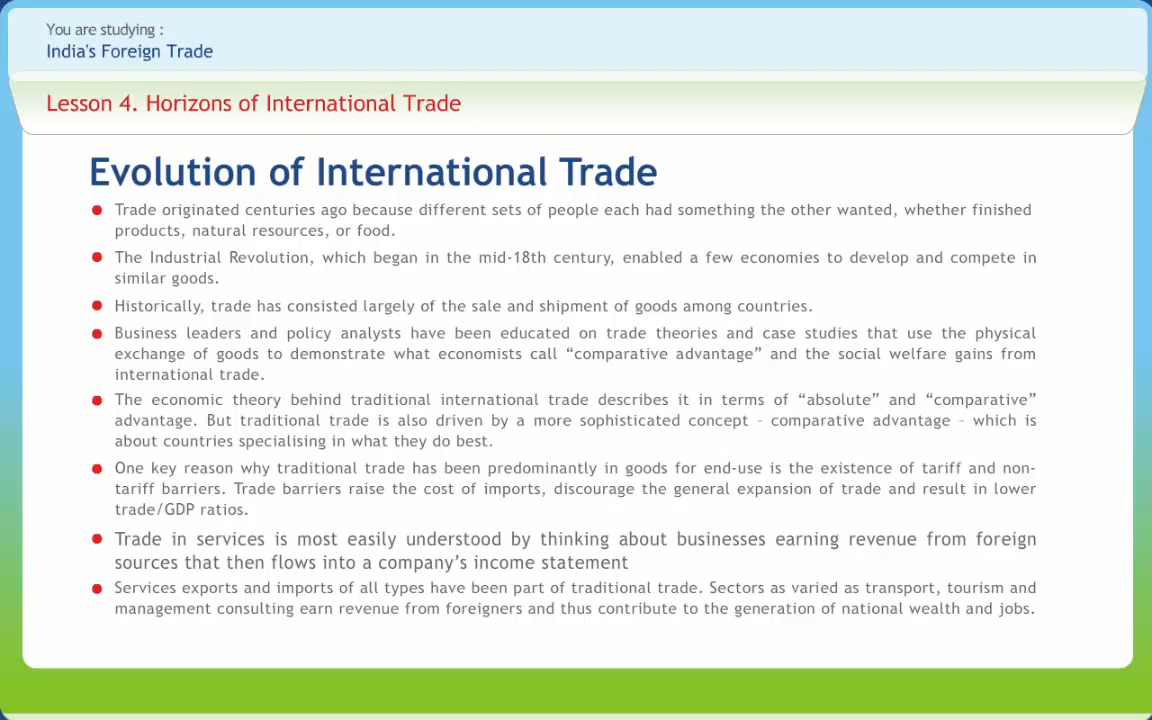 You are studying :
India's Foreign Trade
Lesson 4. Horizons of International Trade
Evolution of International Trade
Trade originated centuries ago because different sets of people each had something the other wanted, whether finished
products, natural resources, or food.
The Industrial Revolution, which began in the mid-18th century, enabled a few economies to develop and compete in
similar goods.
Historically, trade has consisted largely of the sale and shipment of goods among countries.
Business leaders and policy analysts have been educated on trade theories and case studies that use the physical
exchange of goods to demonstrate what economists call “comparative advantage” and the social welfare gains from
international trade.
The economic theory behind traditional international trade describes it in terms of “absolute” and “comparative”
advantage. But traditional trade is also driven by a more sophisticated concept – comparative advantage – which is
about countries specialising in what they do best.
One key reason why traditional trade has been predominantly in goods for end-use is the existence of tariff and non-
tariff barriers. Trade barriers raise the cost of imports, discourage the general expansion of trade and result in lower
trade/GDP ratios.
Trade in services is most easily understood by thinking about businesses earning revenue from foreign
sources that then flows into a company’s income statement
Services exports and imports of all types have been part of traditional trade. Sectors as varied as transport, tourism and
management consulting earn revenue from foreigners and thus contribute to the generation of national wealth and jobs.